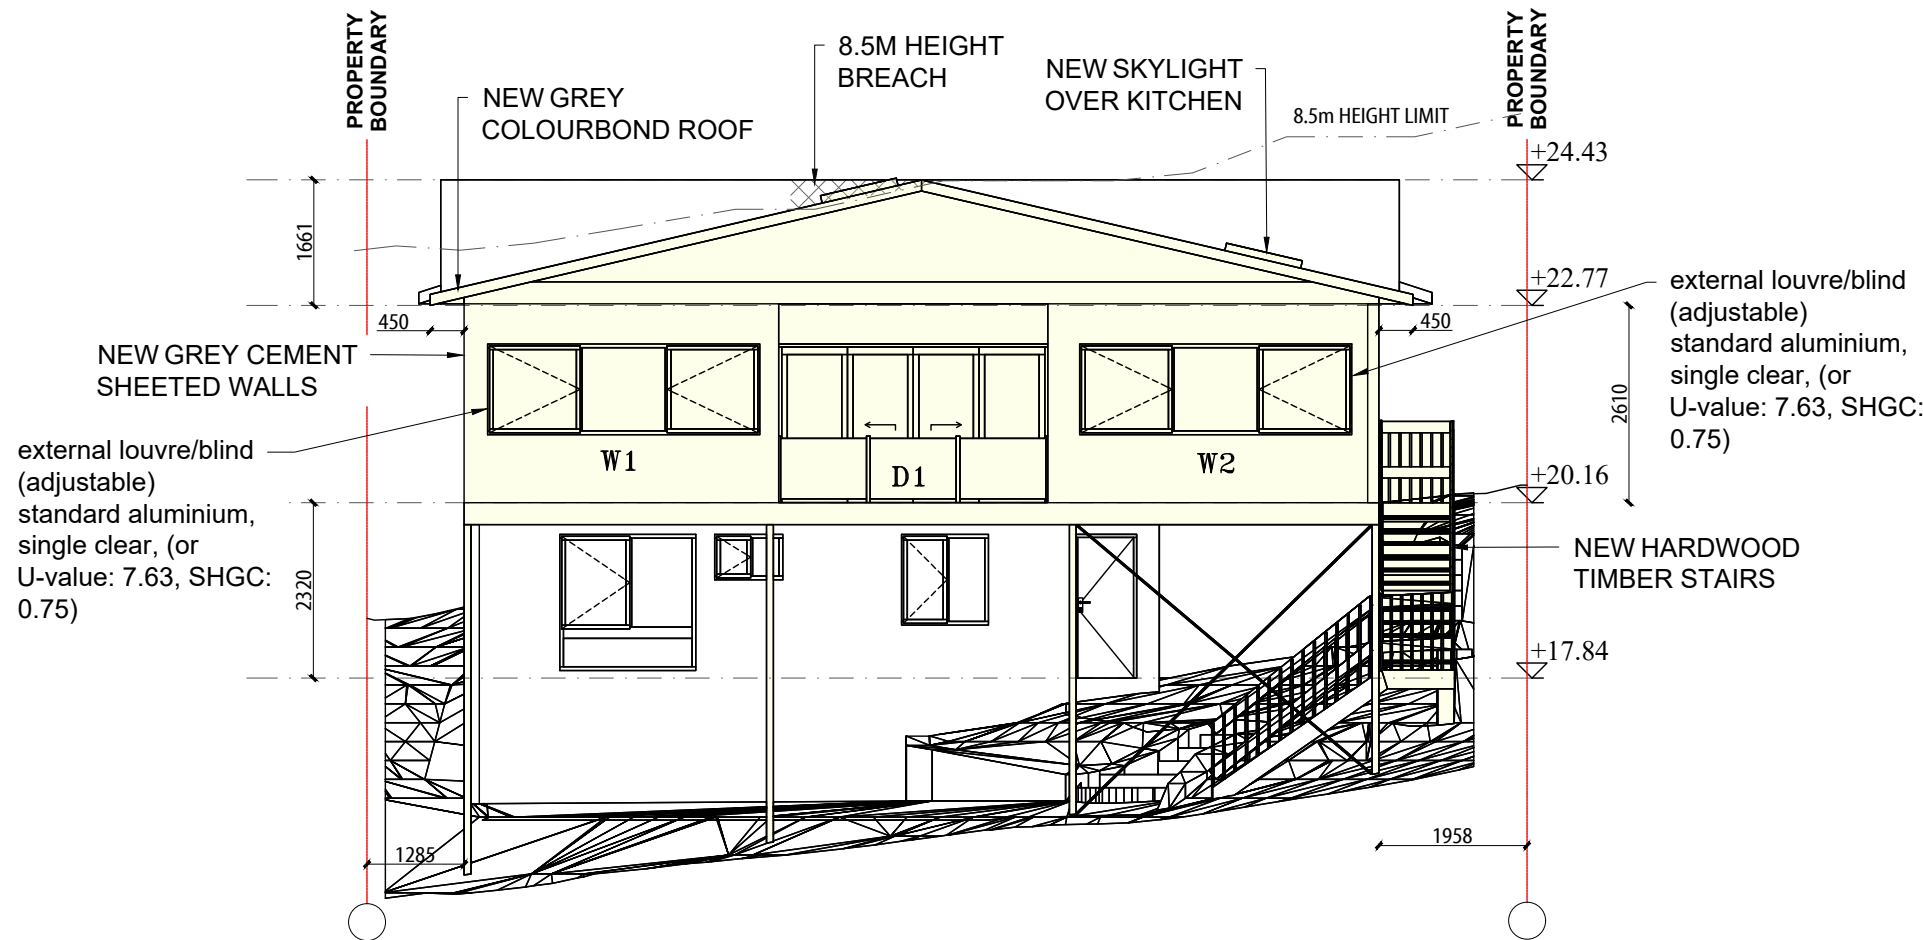 PROPERTY
BOUNDARY
8.5M HEIGHT
BREACH
NEW SKYLIGHT
OVER KITCHEN
PROPERTY
BOUNDARY
NEW GREY
COLOURBOND ROOF
8.5m HEIGHT LIMIT
+24.43
1661
+22.77
external louvre/blind
(adjustable)
standard aluminium,
single clear, (or
U-value: 7.63, SHGC:
0.75)
450
450
NEW GREY CEMENT
SHEETED WALLS
2610
external louvre/blind
(adjustable)
standard aluminium,
single clear, (or
U-value: 7.63, SHGC:
0.75)
W1
D1
W2
+20.16
NEW HARDWOOD
TIMBER STAIRS
2320
+17.84
1285
1958